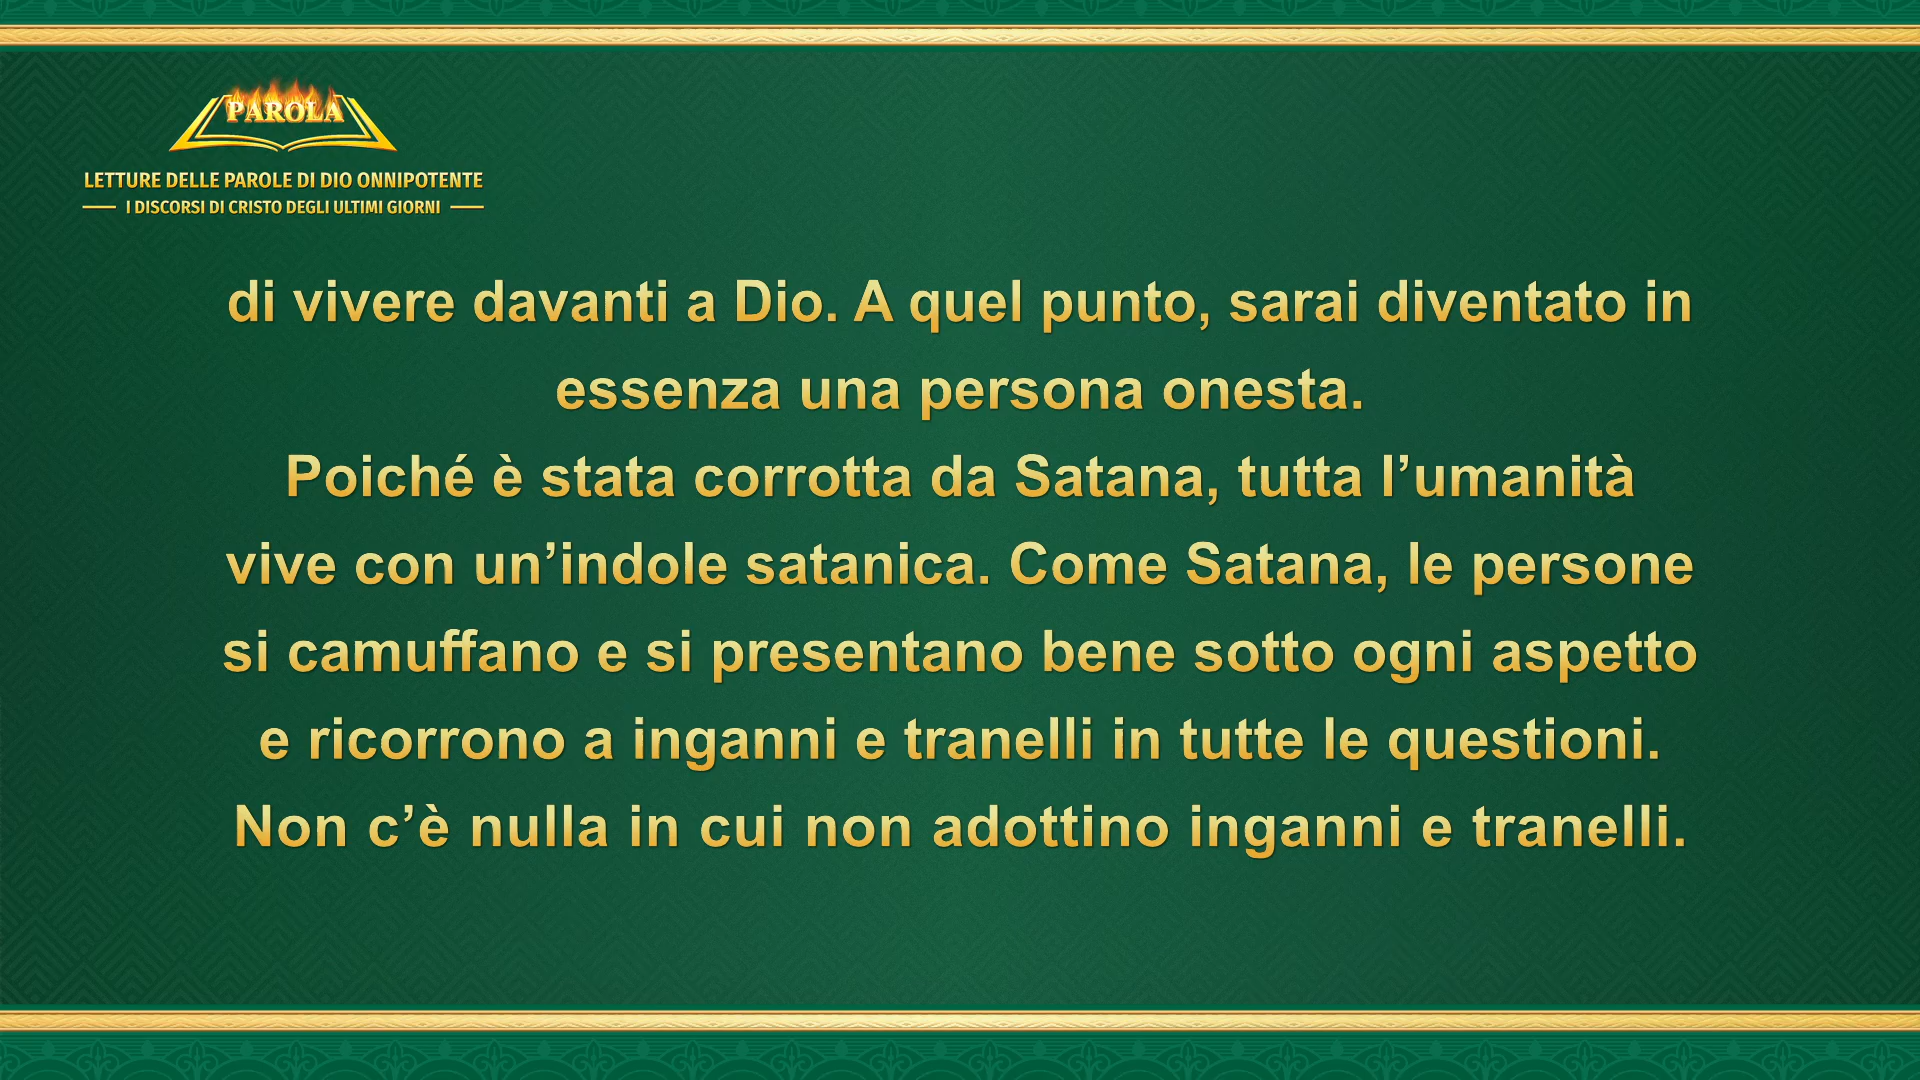 PAROLA
LETTURE DELLE PAROLE DI DIO ONNIPOTENTE
I DISCORSI DI CRISTO DEGLI ULTIMI GIORNI
di vivere davanti a Dio. A quel punto, sarai diventato in
essenza una persona onesta.
Poiché è stata corrotta da Satana, tutta l’umanità
vive con un’indole satanica. Come Satana, le persone
si camuffano e si presentano bene sotto ogni aspetto
e ricorrono a inganni e tranelli in tutte le questioni.
Non c’è nulla in cui non adottino inganni e tranelli.